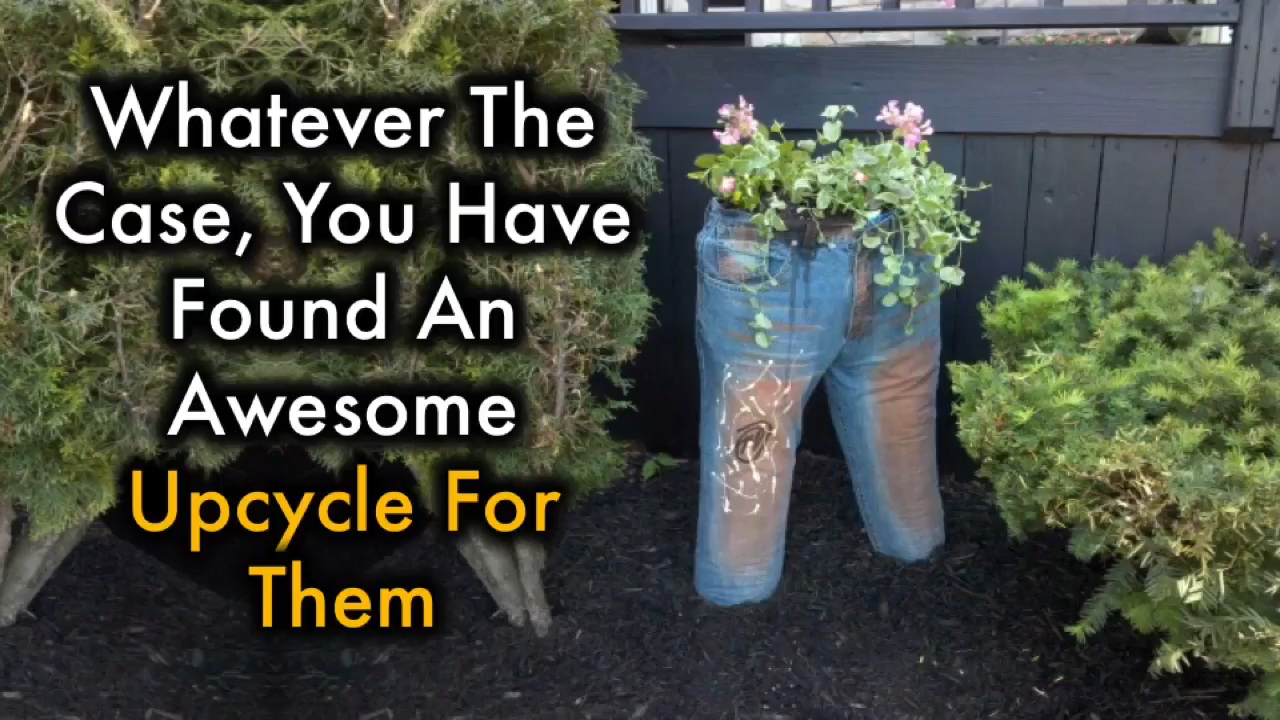 Whatever The
Case, You Have
Found An
Awesome
Upcycle For
Them